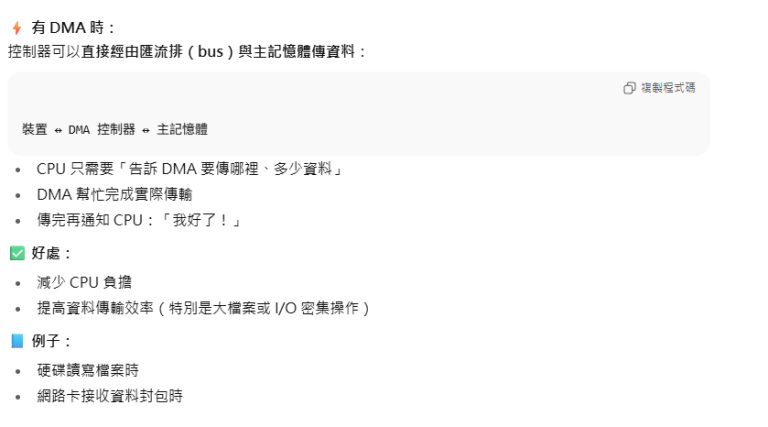 ⚡ 有 DMA 時：
控制器可以直接經由匯流排（bus）與主記憶體傳資料：
複製程式碼
裝置 ↔ DMA 控制器 ↔ 主記憶體
• CPU 只需要「告訴 DMA 要傳哪裡、多少資料」
• DMA 幫忙完成實際傳輸
• 傳完再通知 CPU：「我好了！」
✅ 好處：
• 減少 CPU 負擔
• 提高資料傳輸效率（特別是大檔案或 I/O 密集操作）
📘 例子：
• 硬碟讀寫檔案時
• 網路卡接收資料封包時